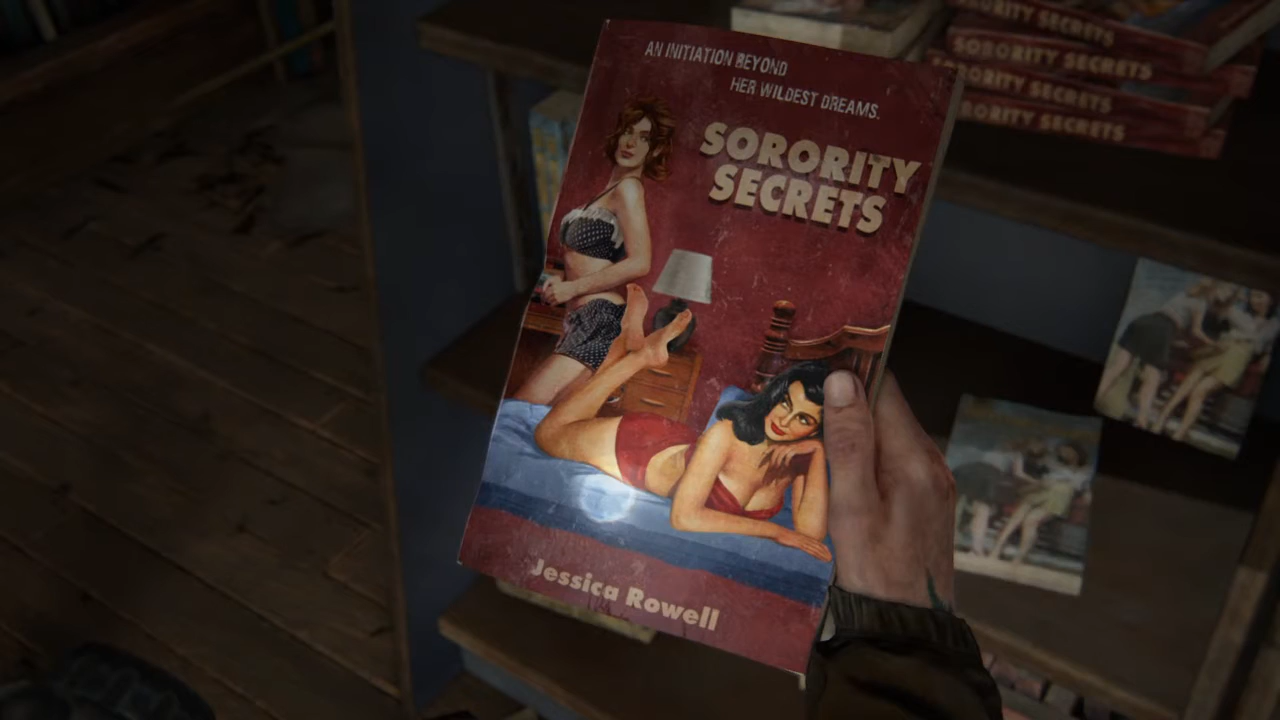 AN INITIATION BEYOND
HER WILDEST DREAMS.
SORORITY
SECRETS
Jessica Rowell
SORORITY SECRETS
SORORITY SECRETS
SORORITY SECRETS
SORORITY SECRETS